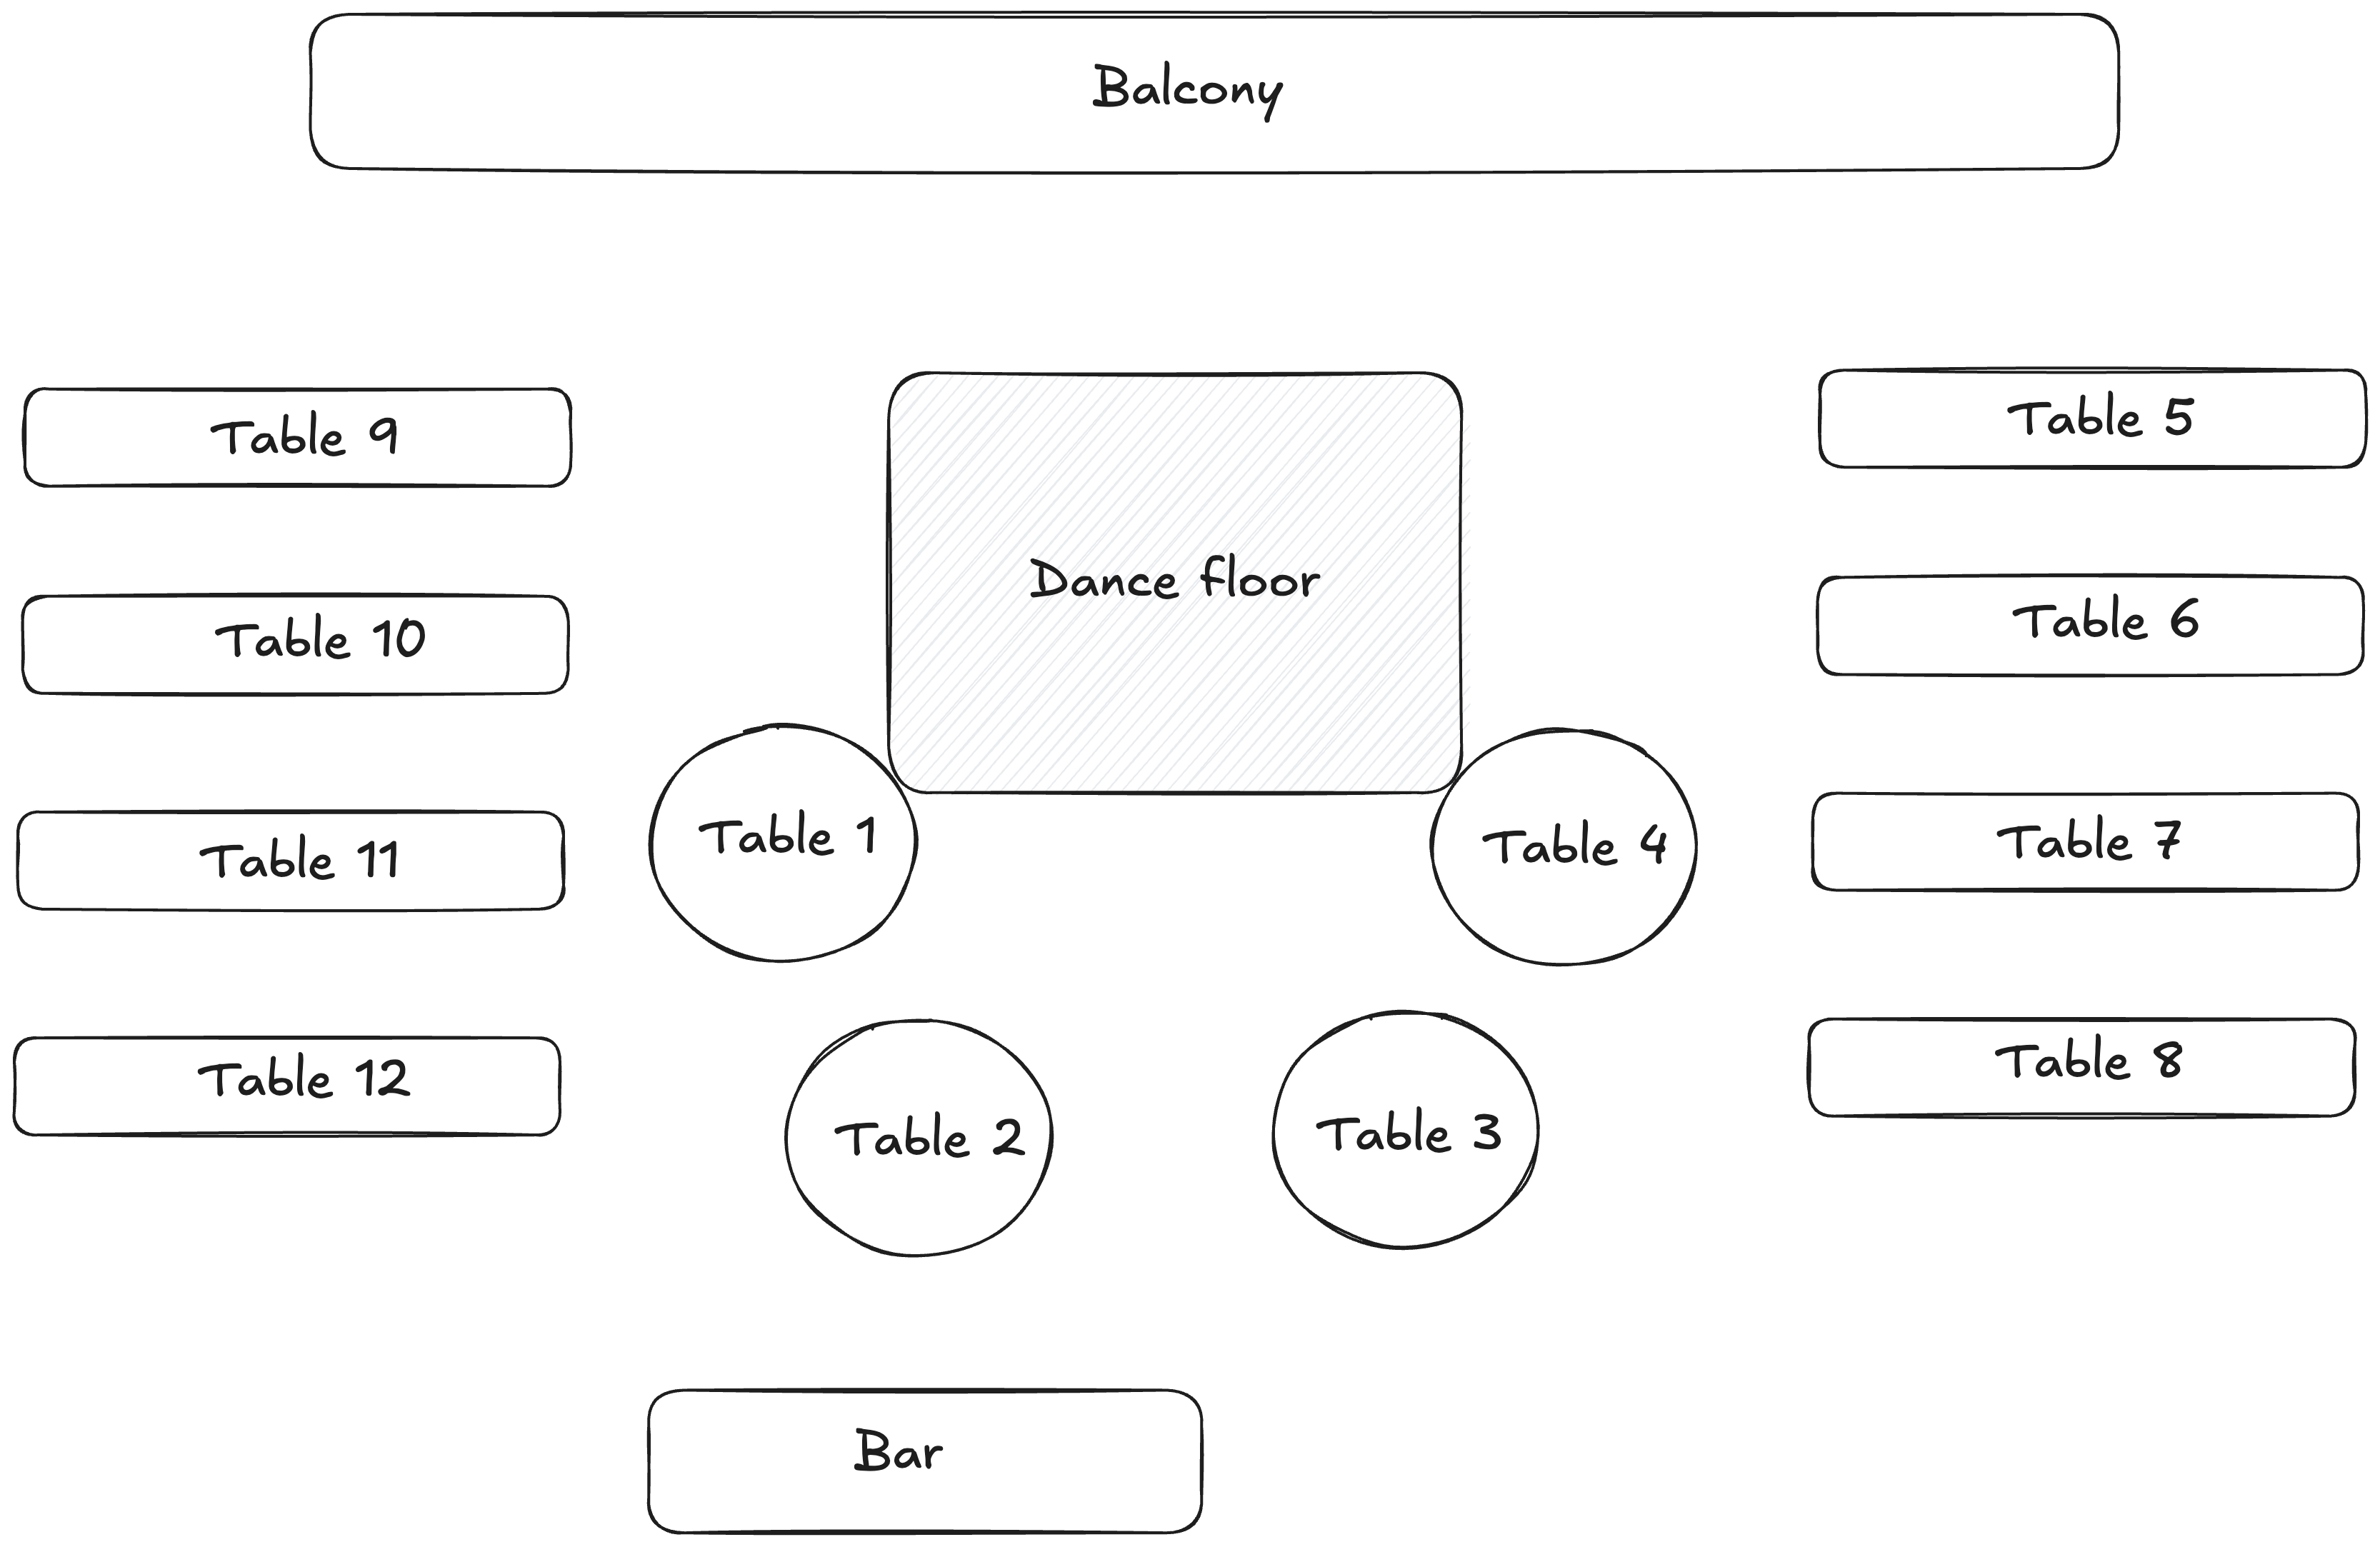 Balcony
Table 9
Table 5
Dance floor
Table 10
Table 6
Table 1
Table 4
Table 11
Table 7
Table 12
Table 8
Table 2
Table 3
Bar